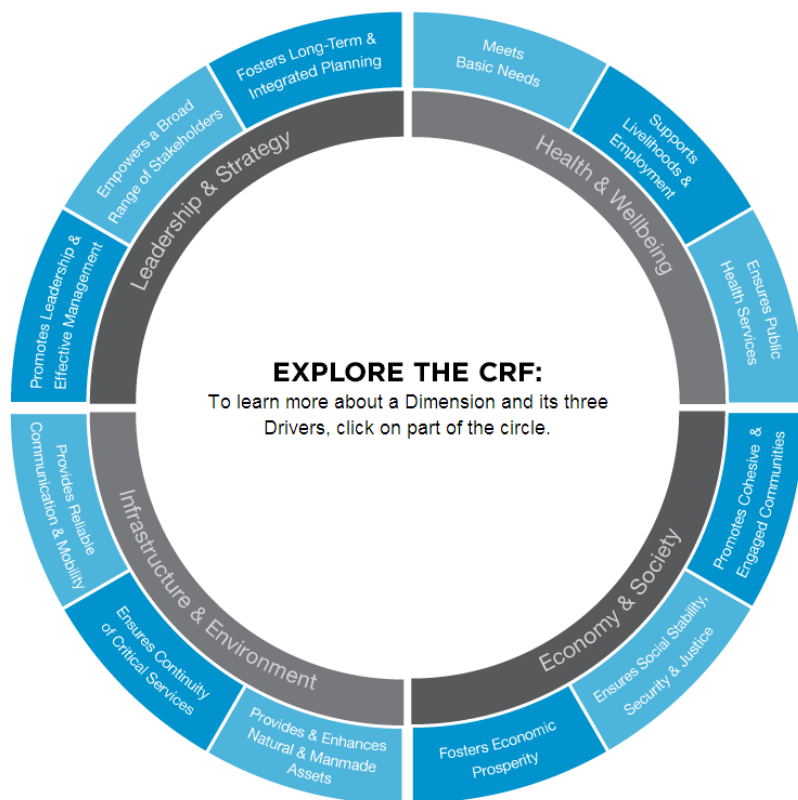 Meets
Basic Needs
Supports
Livelihoods &
Employment
Ensures Public
Health Services
Health & Wellbeing
Promotes Cohesive &
Engaged Communities
Ensures Social Stability,
Security & Justice
Fosters Economic
Prosperity
Economy & Society
Provides & Enhances
Natural & Manmade
Assets
Ensures Continuity
of Critical Services
Provides Reliable
Communication & Mobility
Infrastructure & Environment
Promotes Leadership &
Effective Management
Empowers a Broad
Range of Stakeholders
Fosters Long-Term &
Integrated Planning
Leadership & Strategy
EXPLORE THE CRF:
To learn more about a Dimension and its three
Drivers, click on part of the circle.